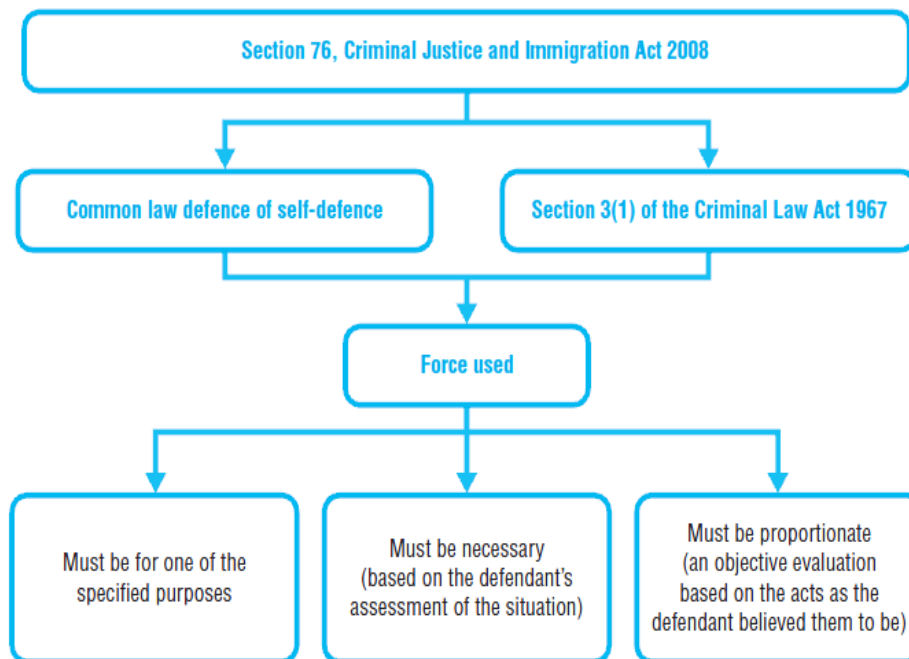 Section 76, Criminal Justice and Immigration Act 2008
Common law defence of self-defence
Section 3(1) of the Criminal Law Act 1967
Force used
Must be for one of the
specified purposes
Must be necessary
(based on the defendant's
assessment of the situation)
Must be proportionate
(an objective evaluation
based on the acts as the
defendant believed them to be)